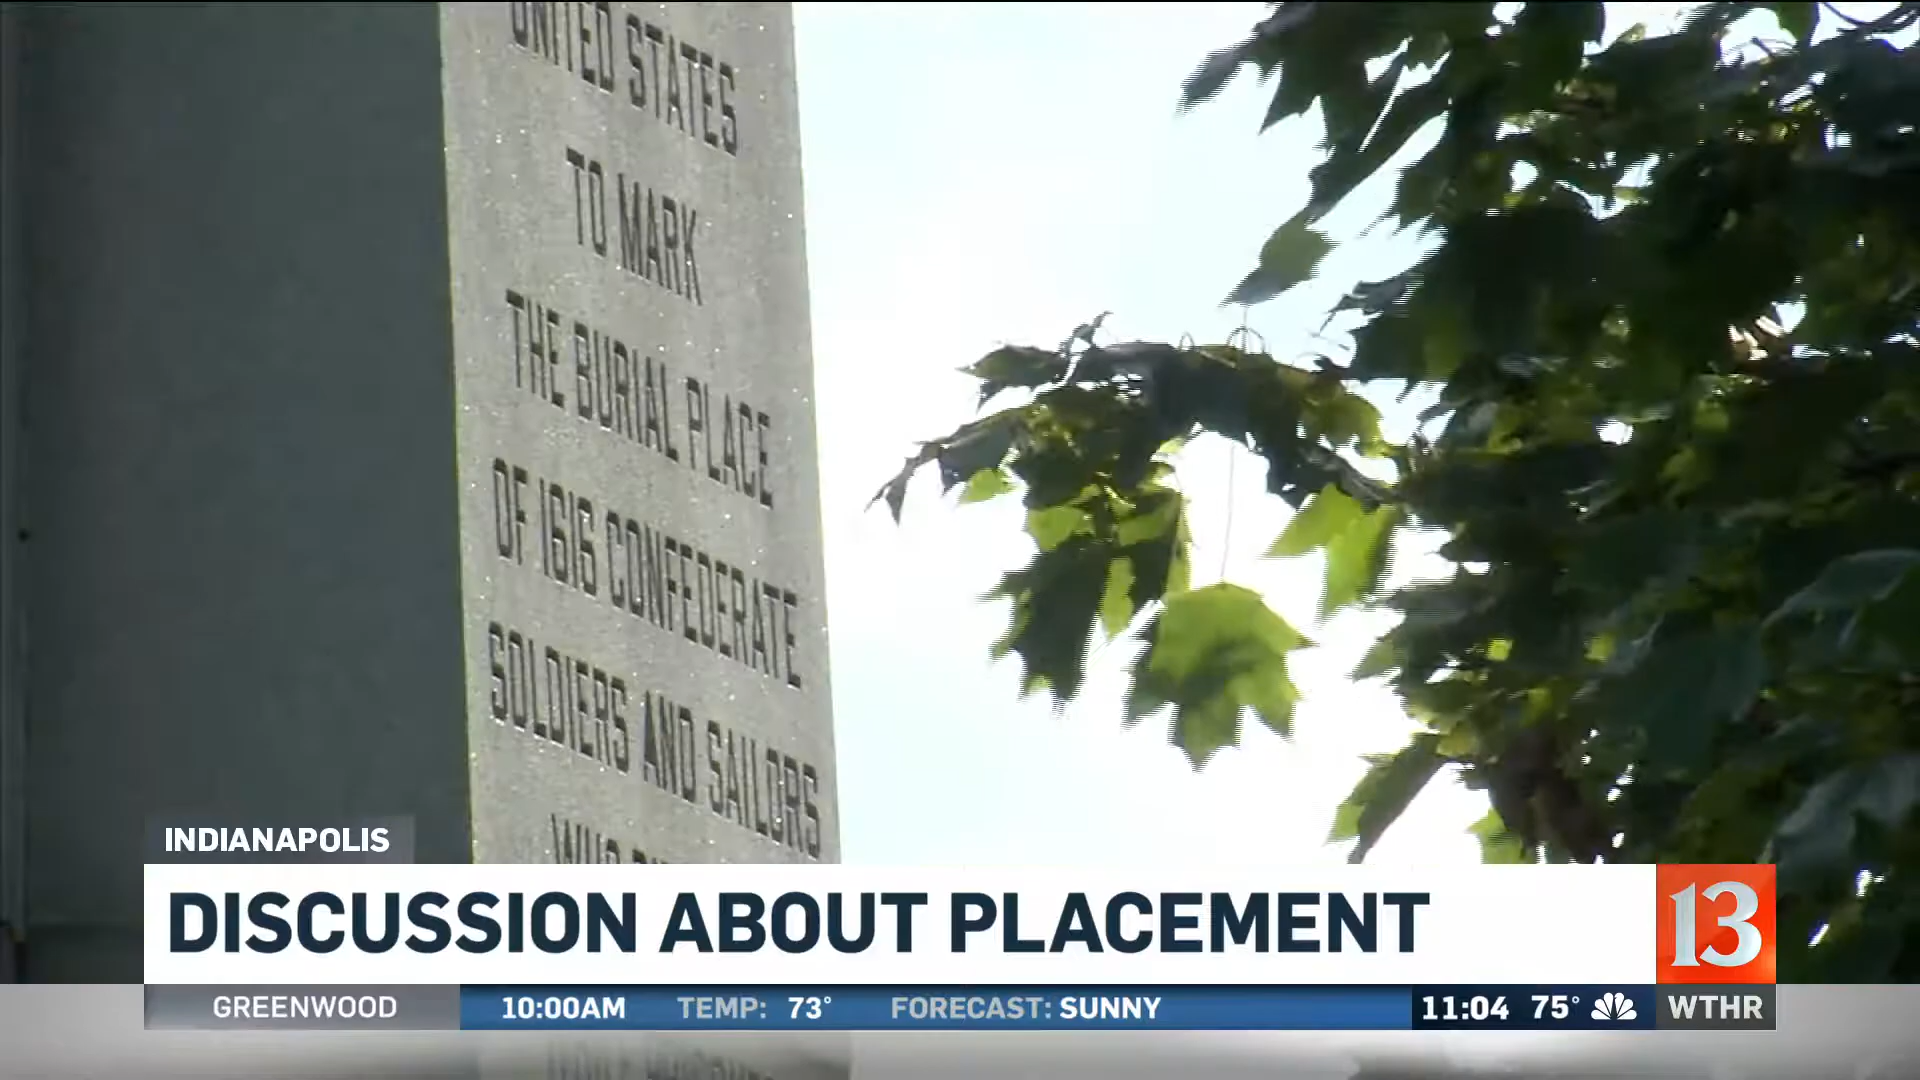 UNITED STATES
TO MARK
THE BURIAL PLACE
OF 1616 CONFEDERATE
SOLDIERS AND SAILORS
INDIANAPOLIS
DISCUSSION ABOUT PLACEMENT
13
GREENWOOD 10:00AM TEMP: 73° FORECAST: SUNNY 11:04 75° WTHR